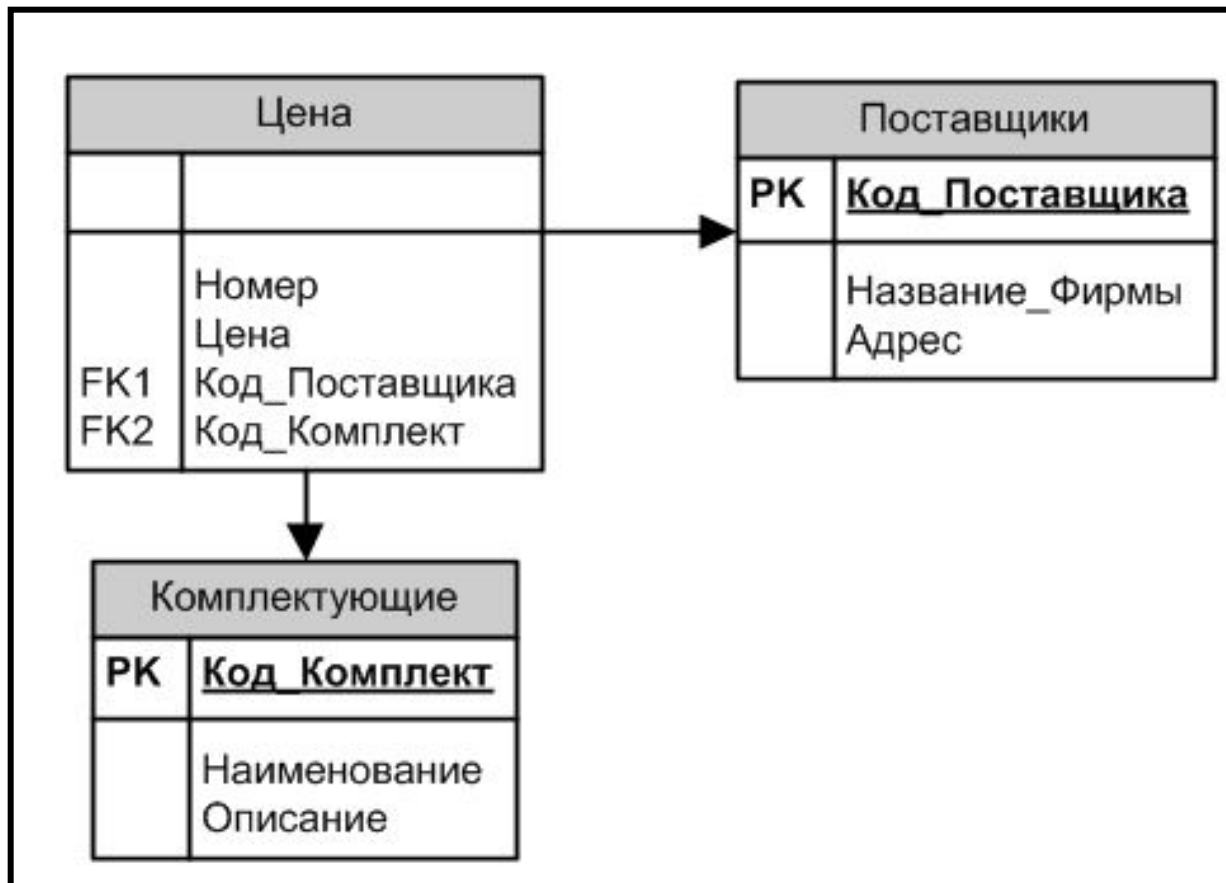 Цена
Номер
Цена
FK1 Код_Поставщика
FK2 Код_Комплект
Поставщики
PK Код_Поставщика
Название_Фирмы
Адрес
Комплектующие
PK Код_Комплект
Наименование
Описание